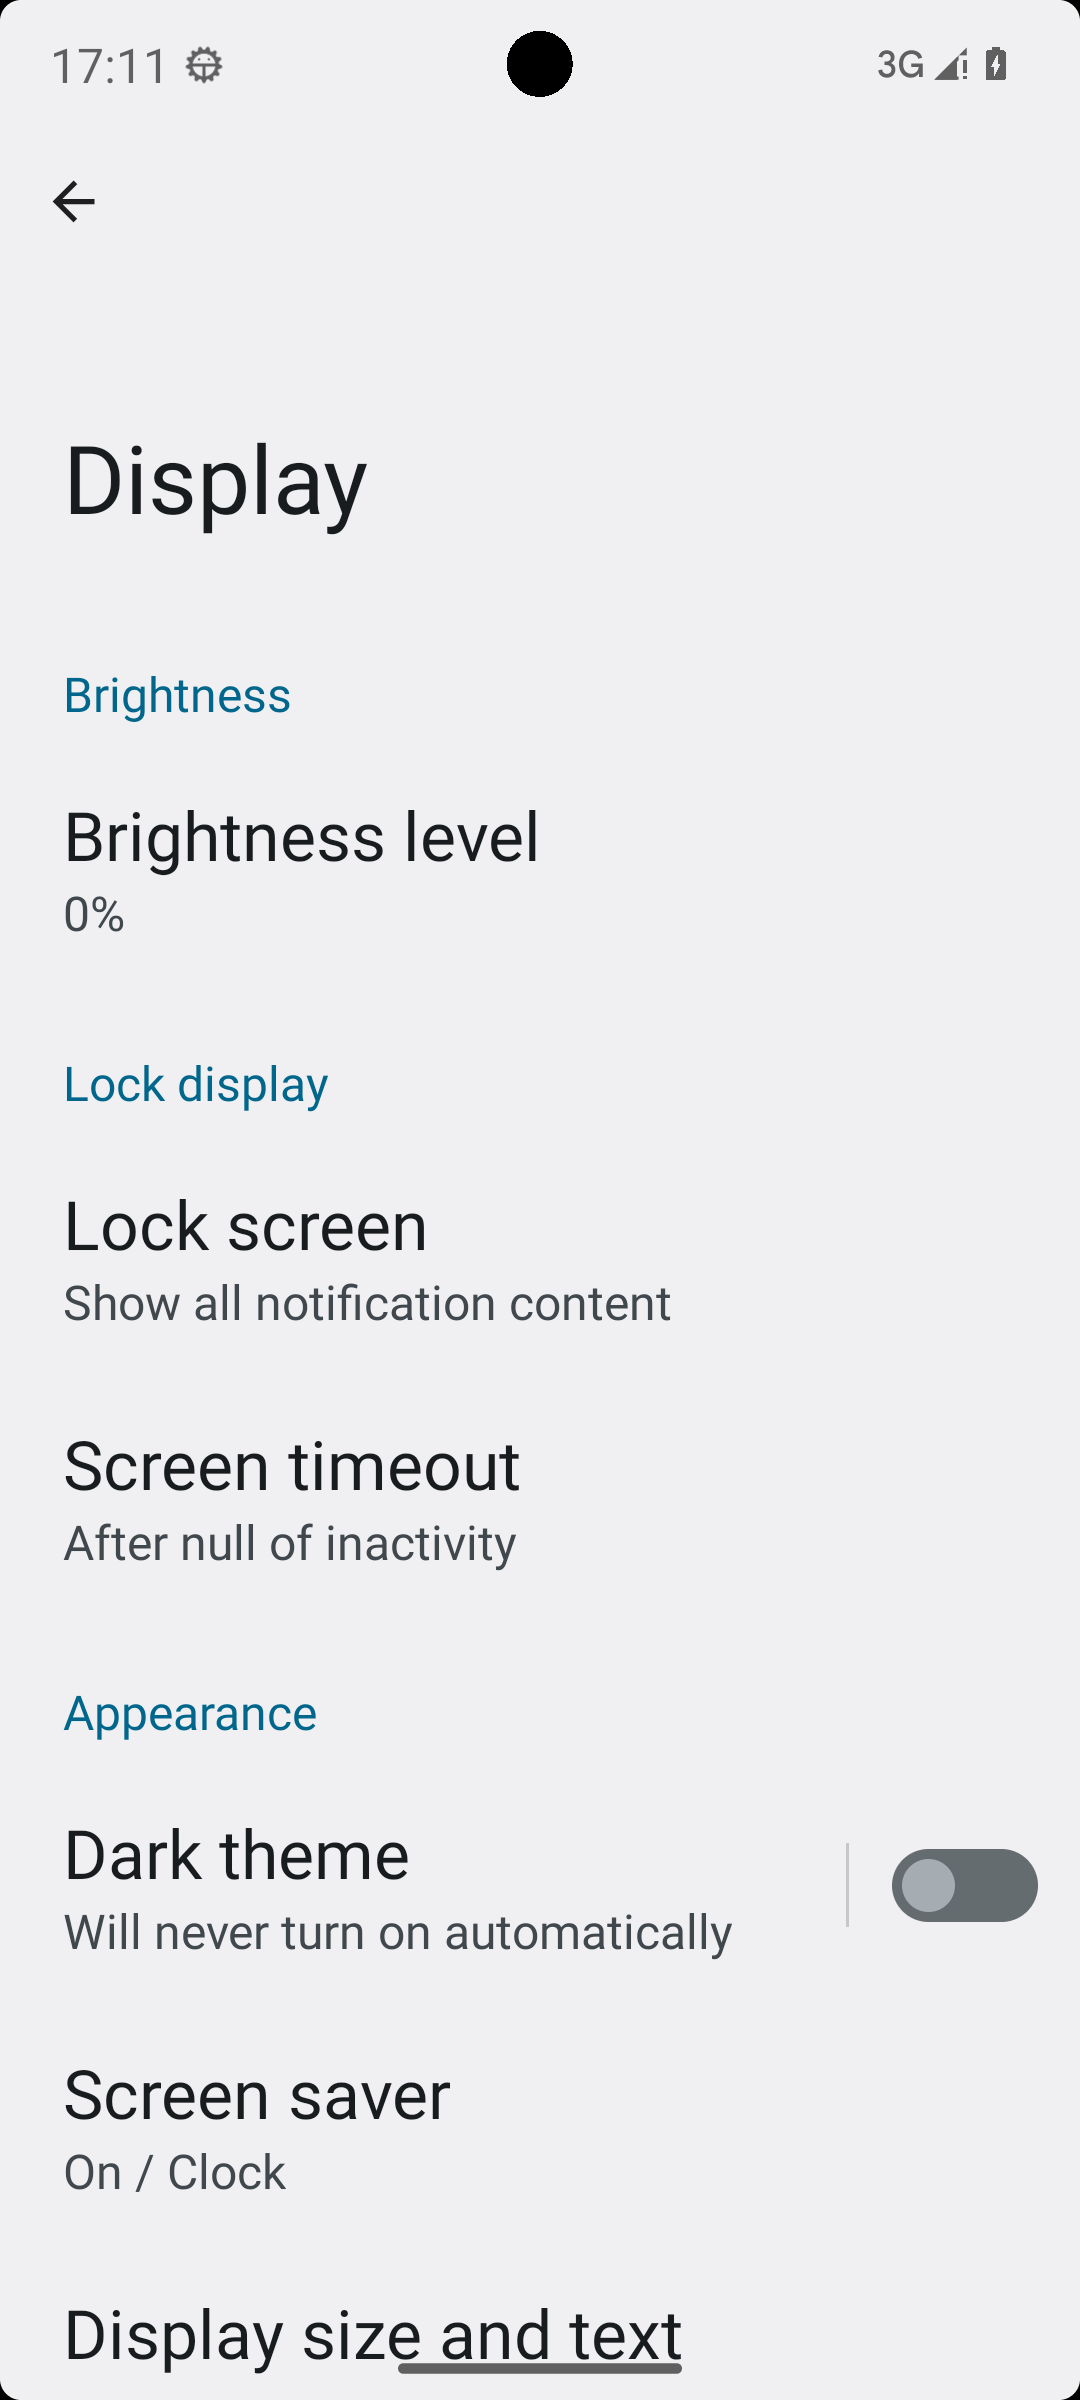 17:11
3G
Display
Brightness
Brightness level
0%
Lock display
Lock screen
Show all notification content
Screen timeout
After null of inactivity
Appearance
Dark theme
Will never turn on automatically
Screen saver
On / Clock
Display size and text